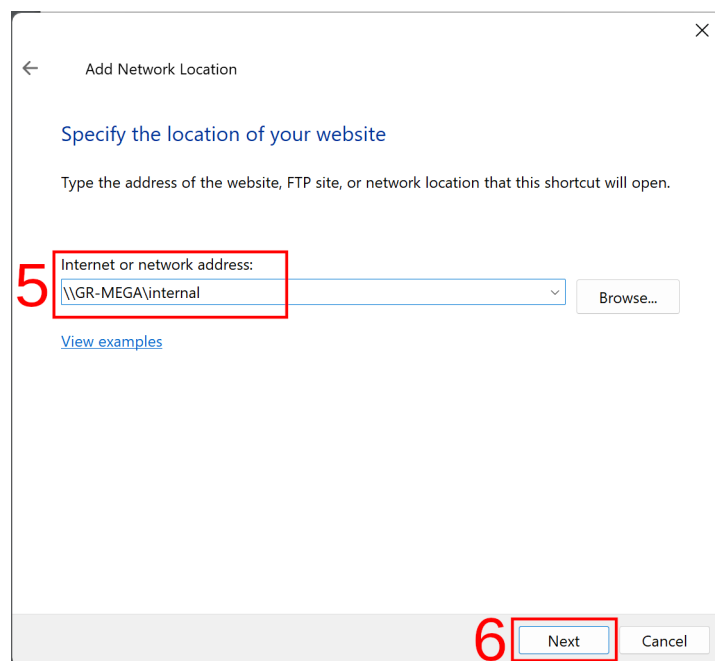 Add Network Location
Specify the location of your website
Type the address of the website, FTP site, or network location that this shortcut will open.
5
Internet or network address:
\\GR-MEGA\internal
Browse...
View examples
6
Next
Cancel